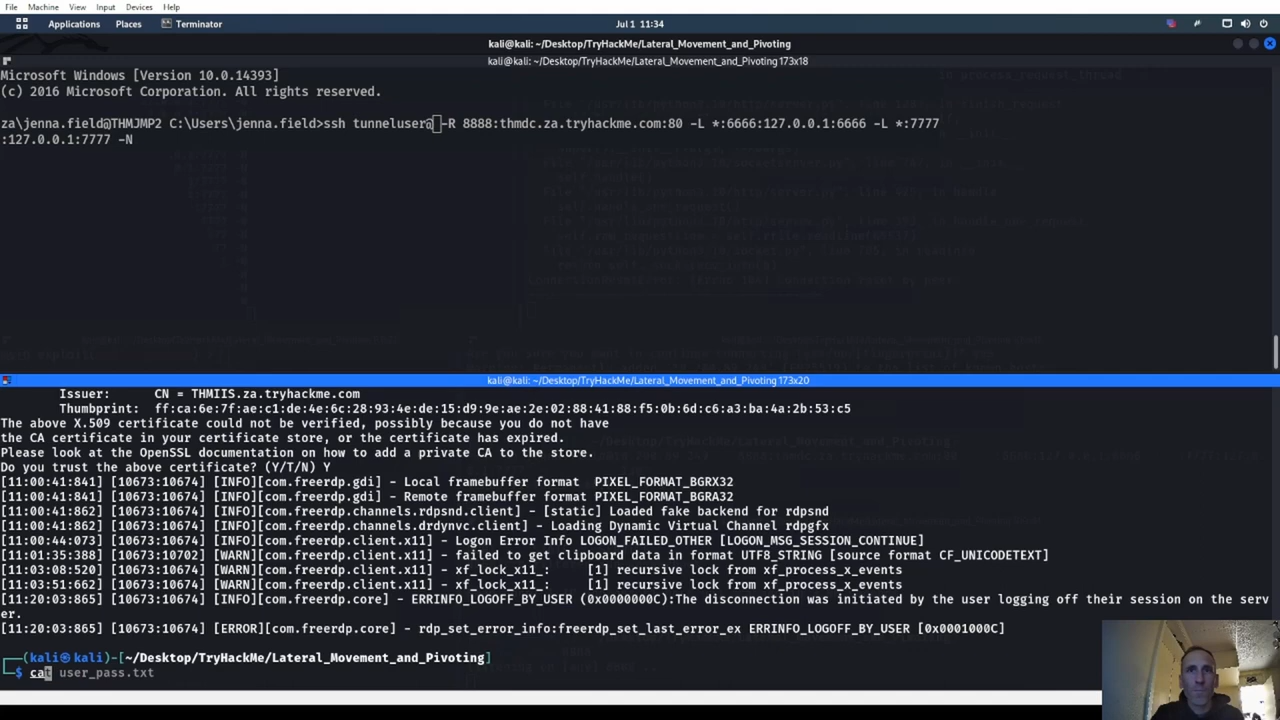 File Machine View Input Devices Help
Applications Places Terminator Jul 1 11:34
kali@kali: ~/Desktop/TryHackMe/Lateral_Movement_and_Pivoting
kali@kali: ~/Desktop/TryHackMe/Lateral_Movement_and_Pivoting 173x18
Microsoft Windows [Version 10.0.14393]
(c) 2016 Microsoft Corporation. All rights reserved.
za\jenna.field@THMJMP2 C:\Users\jenna.field>ssh tunneluser@ -R 8888:thmdc.za.tryhackme.com:80 -L *:6666:127.0.0.1:6666 -L *:7777
:127.0.0.1:7777 -N
kali@kali: ~/Desktop/TryHackMe/Lateral_Movement_and_Pivoting 173x20
Issuer: CN = THMIIS.za.tryhackme.com
Thumbprint: ff:ca:6e:7f:ae:c1:de:4e:6c:28:93:4e:de:15:d9:9e:ae:2e:02:88:41:88:f5:0b:6d:c6:a3:ba:4a:2b:53:c5
The above X.509 certificate could not be verified, possibly because you do not have
the CA certificate in your certificate store, or the certificate has expired.
Please look at the OpenSSL documentation on how to add a private CA to the store.
Do you trust the above certificate? (Y/T/N) Y
[11:00:41:841] [10673:10674] [INFO][com.freerdp.gdi] - Local framebuffer format  PIXEL_FORMAT_BGRX32
[11:00:41:841] [10673:10674] [INFO][com.freerdp.gdi] - Remote framebuffer format PIXEL_FORMAT_BGRA32
[11:00:41:862] [10673:10674] [INFO][com.freerdp.channels.rdpsnd.client] - [static] Loaded fake backend for rdpsnd
[11:00:41:862] [10673:10674] [INFO][com.freerdp.channels.drdynvc.client] - Loading Dynamic Virtual Channel rdpgfx
[11:00:44:073] [10673:10674] [INFO][com.freerdp.client.x11] - Logon Error Info LOGON_FAILED_OTHER [LOGON_MSG_SESSION_CONTINUE]
[11:01:35:388] [10673:10702] [WARN][com.freerdp.client.x11] - failed to get clipboard data in format UTF8_STRING [source format CF_UNICODETEXT]
[11:03:08:520] [10673:10674] [WARN][com.freerdp.client.x11] - xf_lock_x11_: [1] recursive lock from xf_process_x_events
[11:03:51:662] [10673:10674] [WARN][com.freerdp.client.x11] - xf_lock_x11_: [1] recursive lock from xf_process_x_events
[11:20:03:865] [10673:10674] [INFO][com.freerdp.core] - ERRINFO_LOGOFF_BY_USER (0x0000000C):The disconnection was initiated by the user logging off their session on the serv
er.
[11:20:03:865] [10673:10674] [ERROR][com.freerdp.core] - rdp_set_error_info:freerdp_set_last_error_ex ERRINFO_LOGOFF_BY_USER [0x0001000C]
(kali㉿kali)-[~/Desktop/TryHackMe/Lateral_Movement_and_Pivoting]
$ cat user_pass.txt